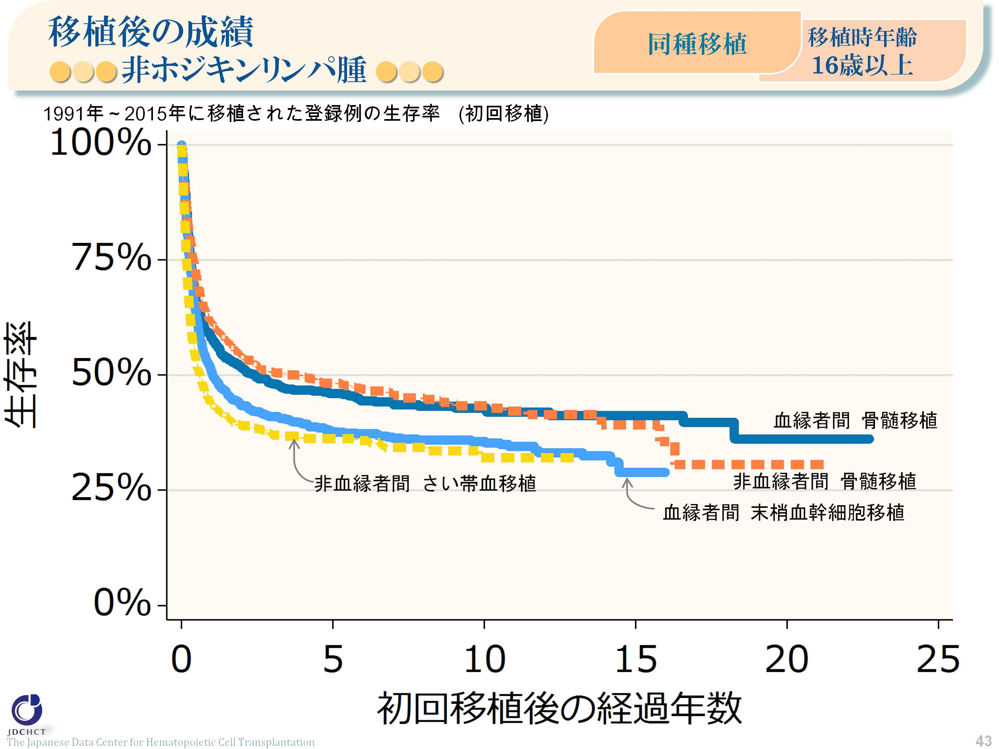 移植後の成績
非ホジキンリンパ腫
同種移植
移植時年齢
16歳以上
1991年～2015年に移植された登録例の生存率　(初回移植)
100%
75%
50%
25%
0%
生存率
血縁者間　骨髄移植
非血縁者間　さい帯血移植
非血縁者間　骨髄移植
血縁者間　末梢血幹細胞移植
0 5 10 15 20 25
初回移植後の経過年数
JDCHCT
The Japanese Data Center for Hematopoietic Cell Transplantation
43